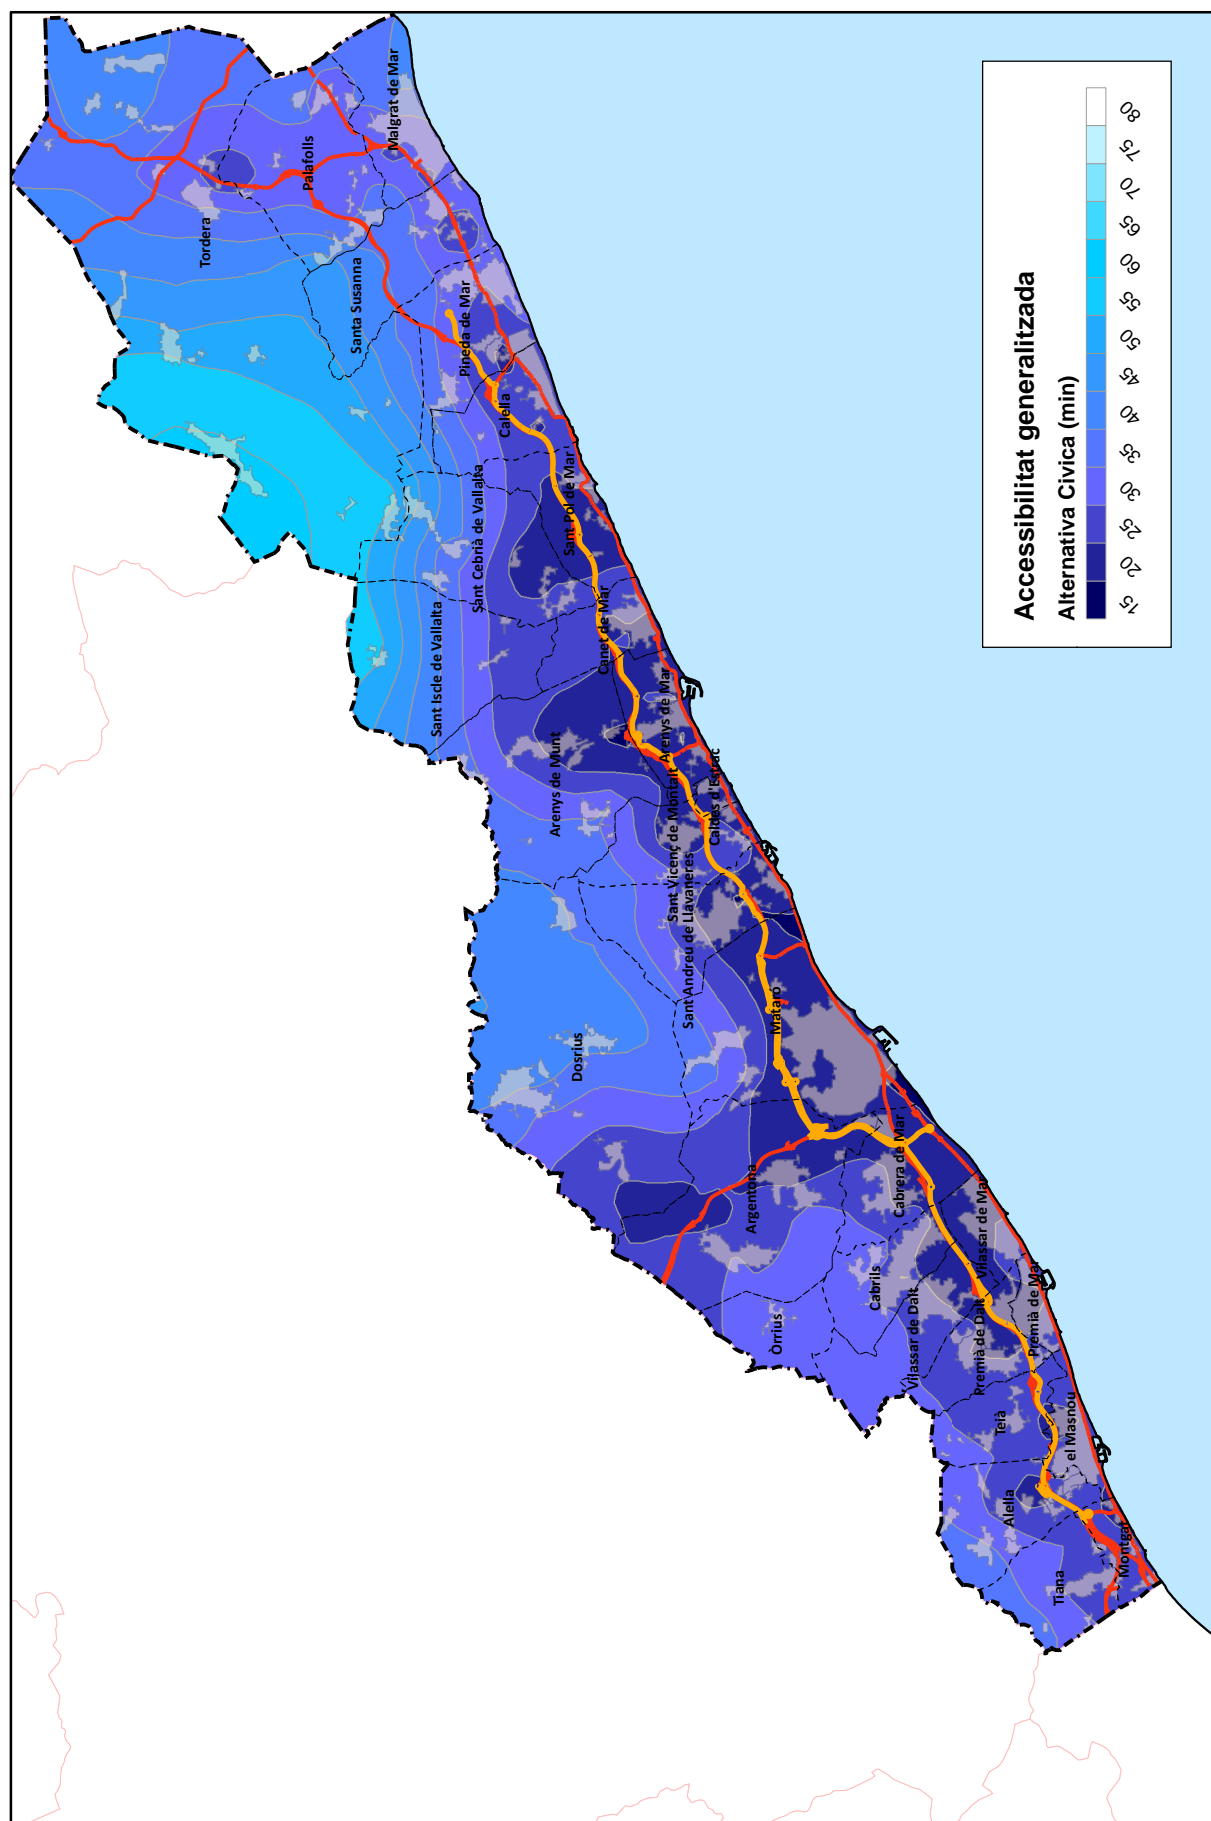 Malgrat de Mar
Palafolls
Tordera
Santa Susanna
Pineda de Mar
Calella
Sant Cebrià de Vallalta
Sant Pol de Mar
Sant Iscle de Vallalta
Canet de Mar
Arenys de Mar
Arenys de Munt
Caldes d'Estrac
Sant Vicenç de Montalt
Sant Andreu de Llavaneres
Mataró
Dosrius
Argentona
Cabrera de Mar
Vilassar de Mar
Cabrils
Òrrius
Vilassar de Dalt
Premià de Dalt
Premià de Mar
Teià
el Masnou
Alella
Tiana
Montgat
Accessibilitat generalitzada
Alternativa Cívica (min)
15
20
25
30
35
40
45
50
55
60
65
70
75
80